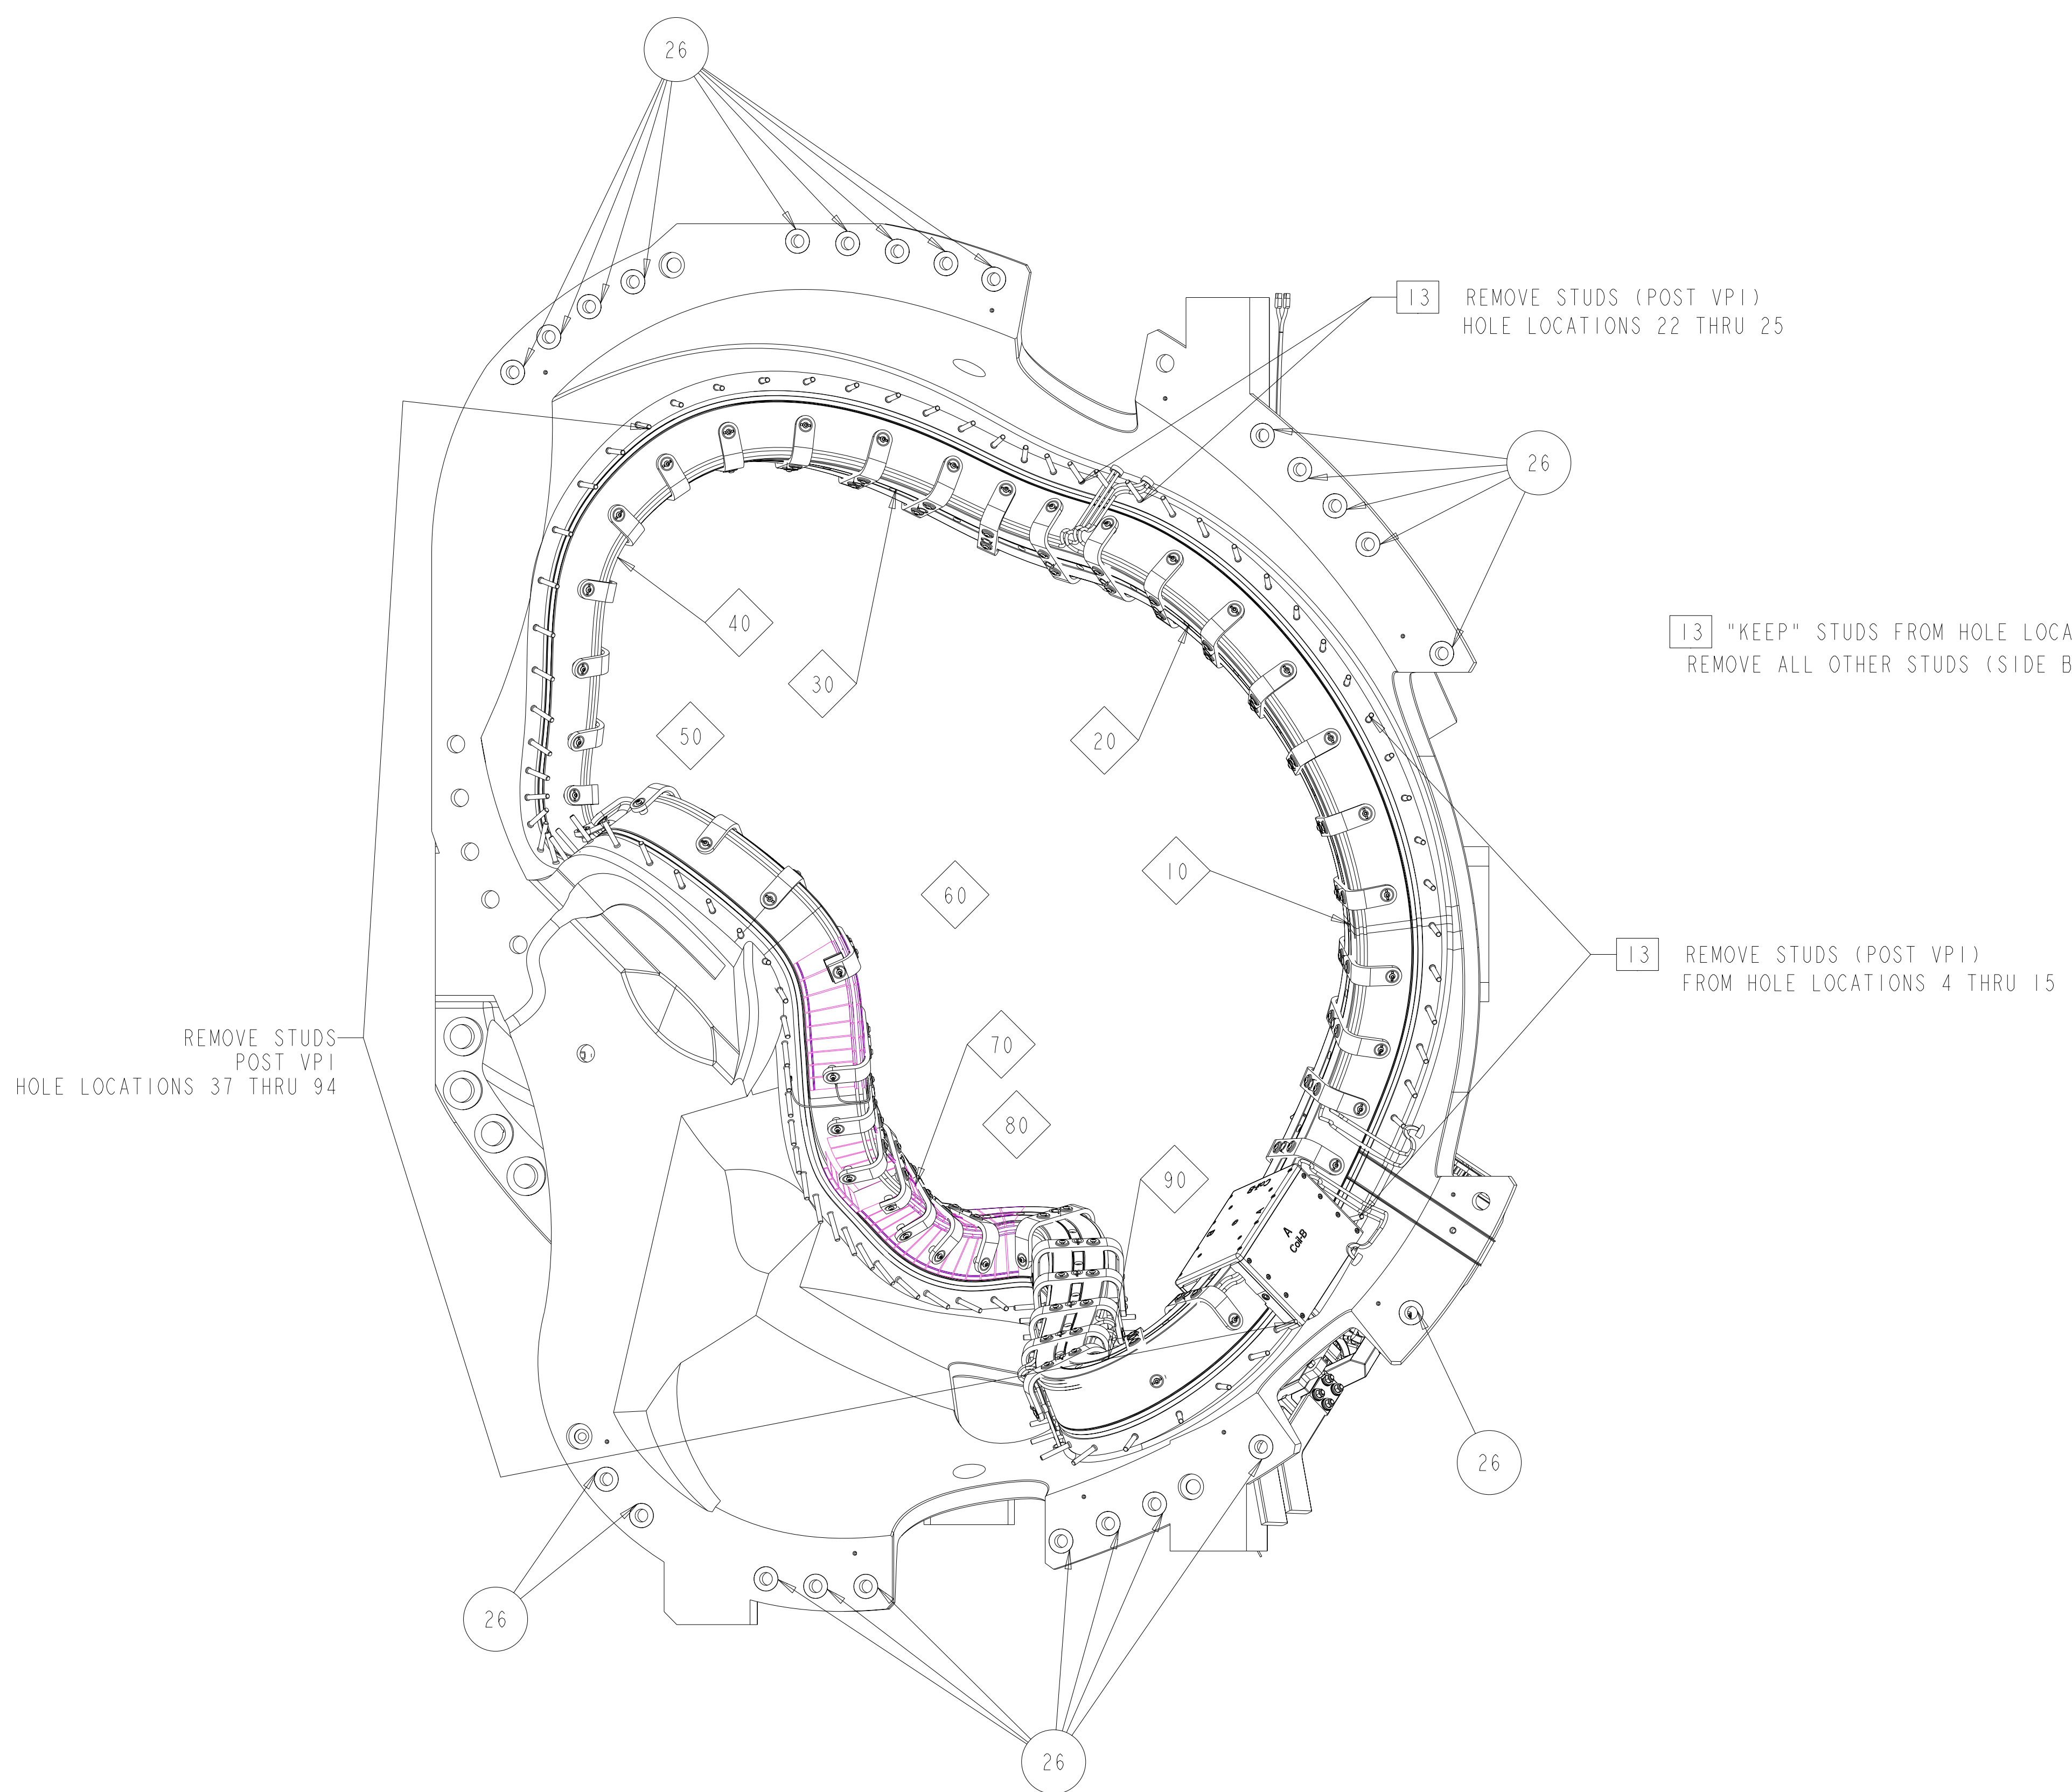 26
13 REMOVE STUDS (POST VPI)
HOLE LOCATIONS 22 THRU 25
26
13 "KEEP" STUDS FROM HOLE
REMOVE ALL OTHER STUDS (SIDE B
40
30
50
20
60
10
13 REMOVE STUDS (POST VPI)
FROM HOLE LOCATIONS 4 THRU 15
REMOVE STUDS
POST VPI
HOLE LOCATIONS 37 THRU 94
70
80
90
Coil-B
A
Coil-B
26
26
26